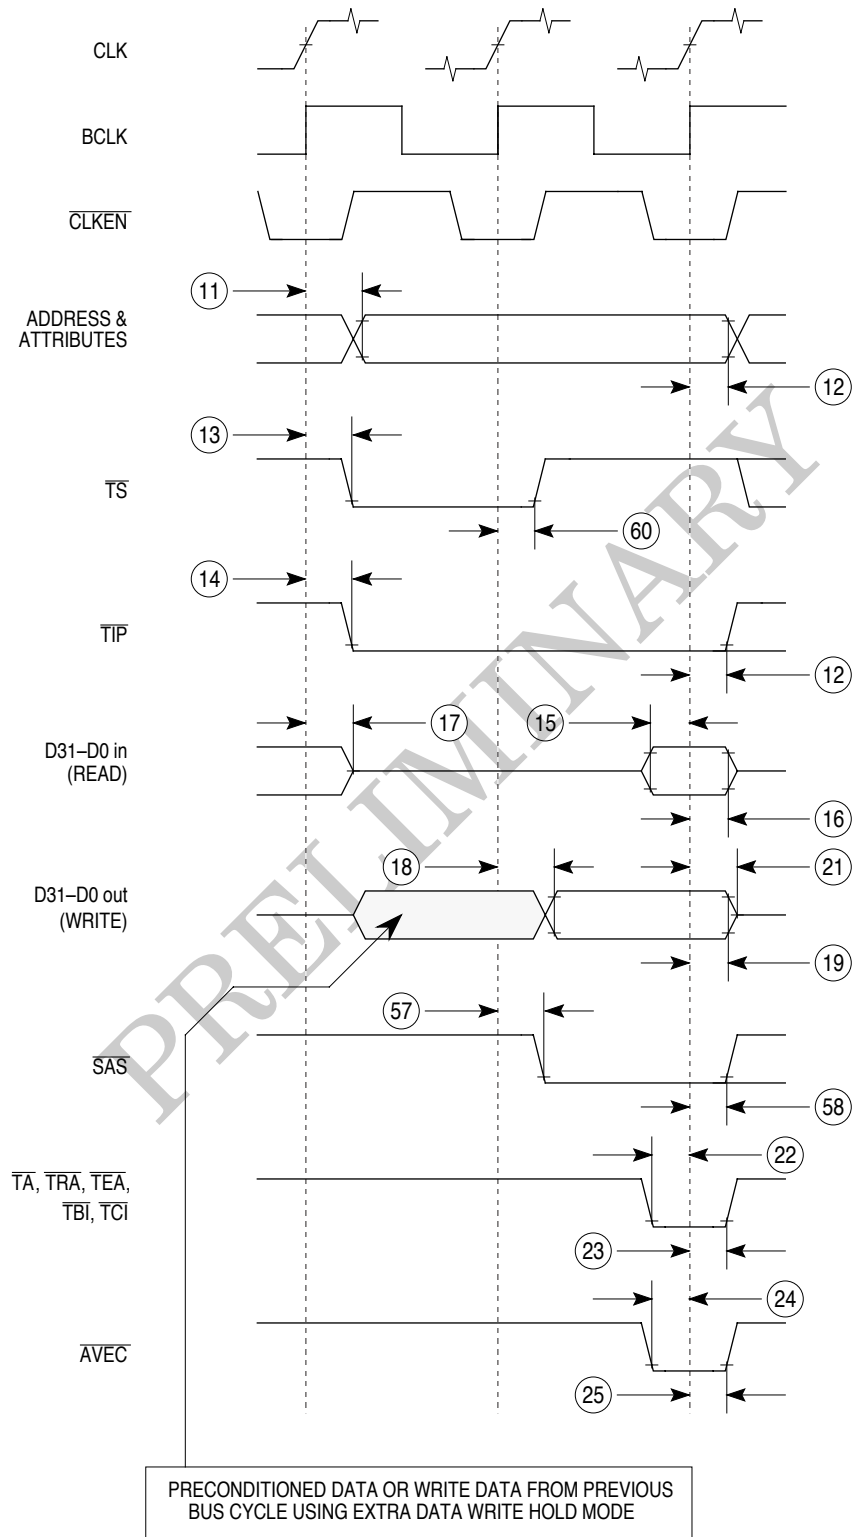 CLK
BCLK
CLKEN
11
ADDRESS &
ATTRIBUTES
12
13
TS
60
14
TIP
12
17
15
D31–D0 in
(READ)
16
18
21
D31–D0 out
(WRITE)
19
57
SAS
58
22
TA, TRA, TEA,
TBI, TCI
23
24
AVEC
25
PRECONDITIONED DATA OR WRITE DATA FROM PREVIOUS
BUS CYCLE USING EXTRA DATA WRITE HOLD MODE
PRELIMINARY